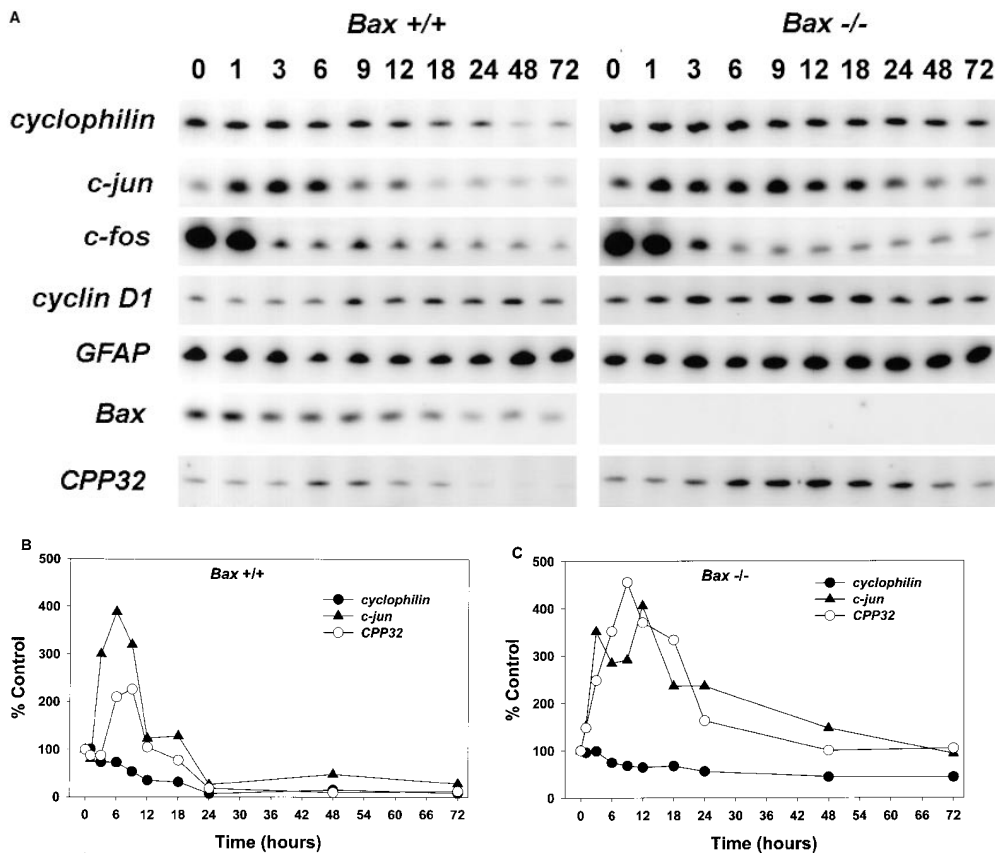 A
Bax +/+ Bax -/-
0 1 3 6 9 12 18 24 48 72 0 1 3 6 9 12 18 24 48 72
cyclophilin
c-jun
c-fos
cyclin D1
GFAP
Bax
CPP32
B
Bax +/+
cyclophilin
c-jun
CPP32
% Control
500
400
300
200
100
0
0 6 12 18 24 30 36 42 48 54 60 66 72
Time (hours)
C
Bax -/-
cyclophilin
c-jun
CPP32
% Control
500
400
300
200
100
0
0 6 12 18 24 30 36 42 48 54 60 66 72
Time (hours)